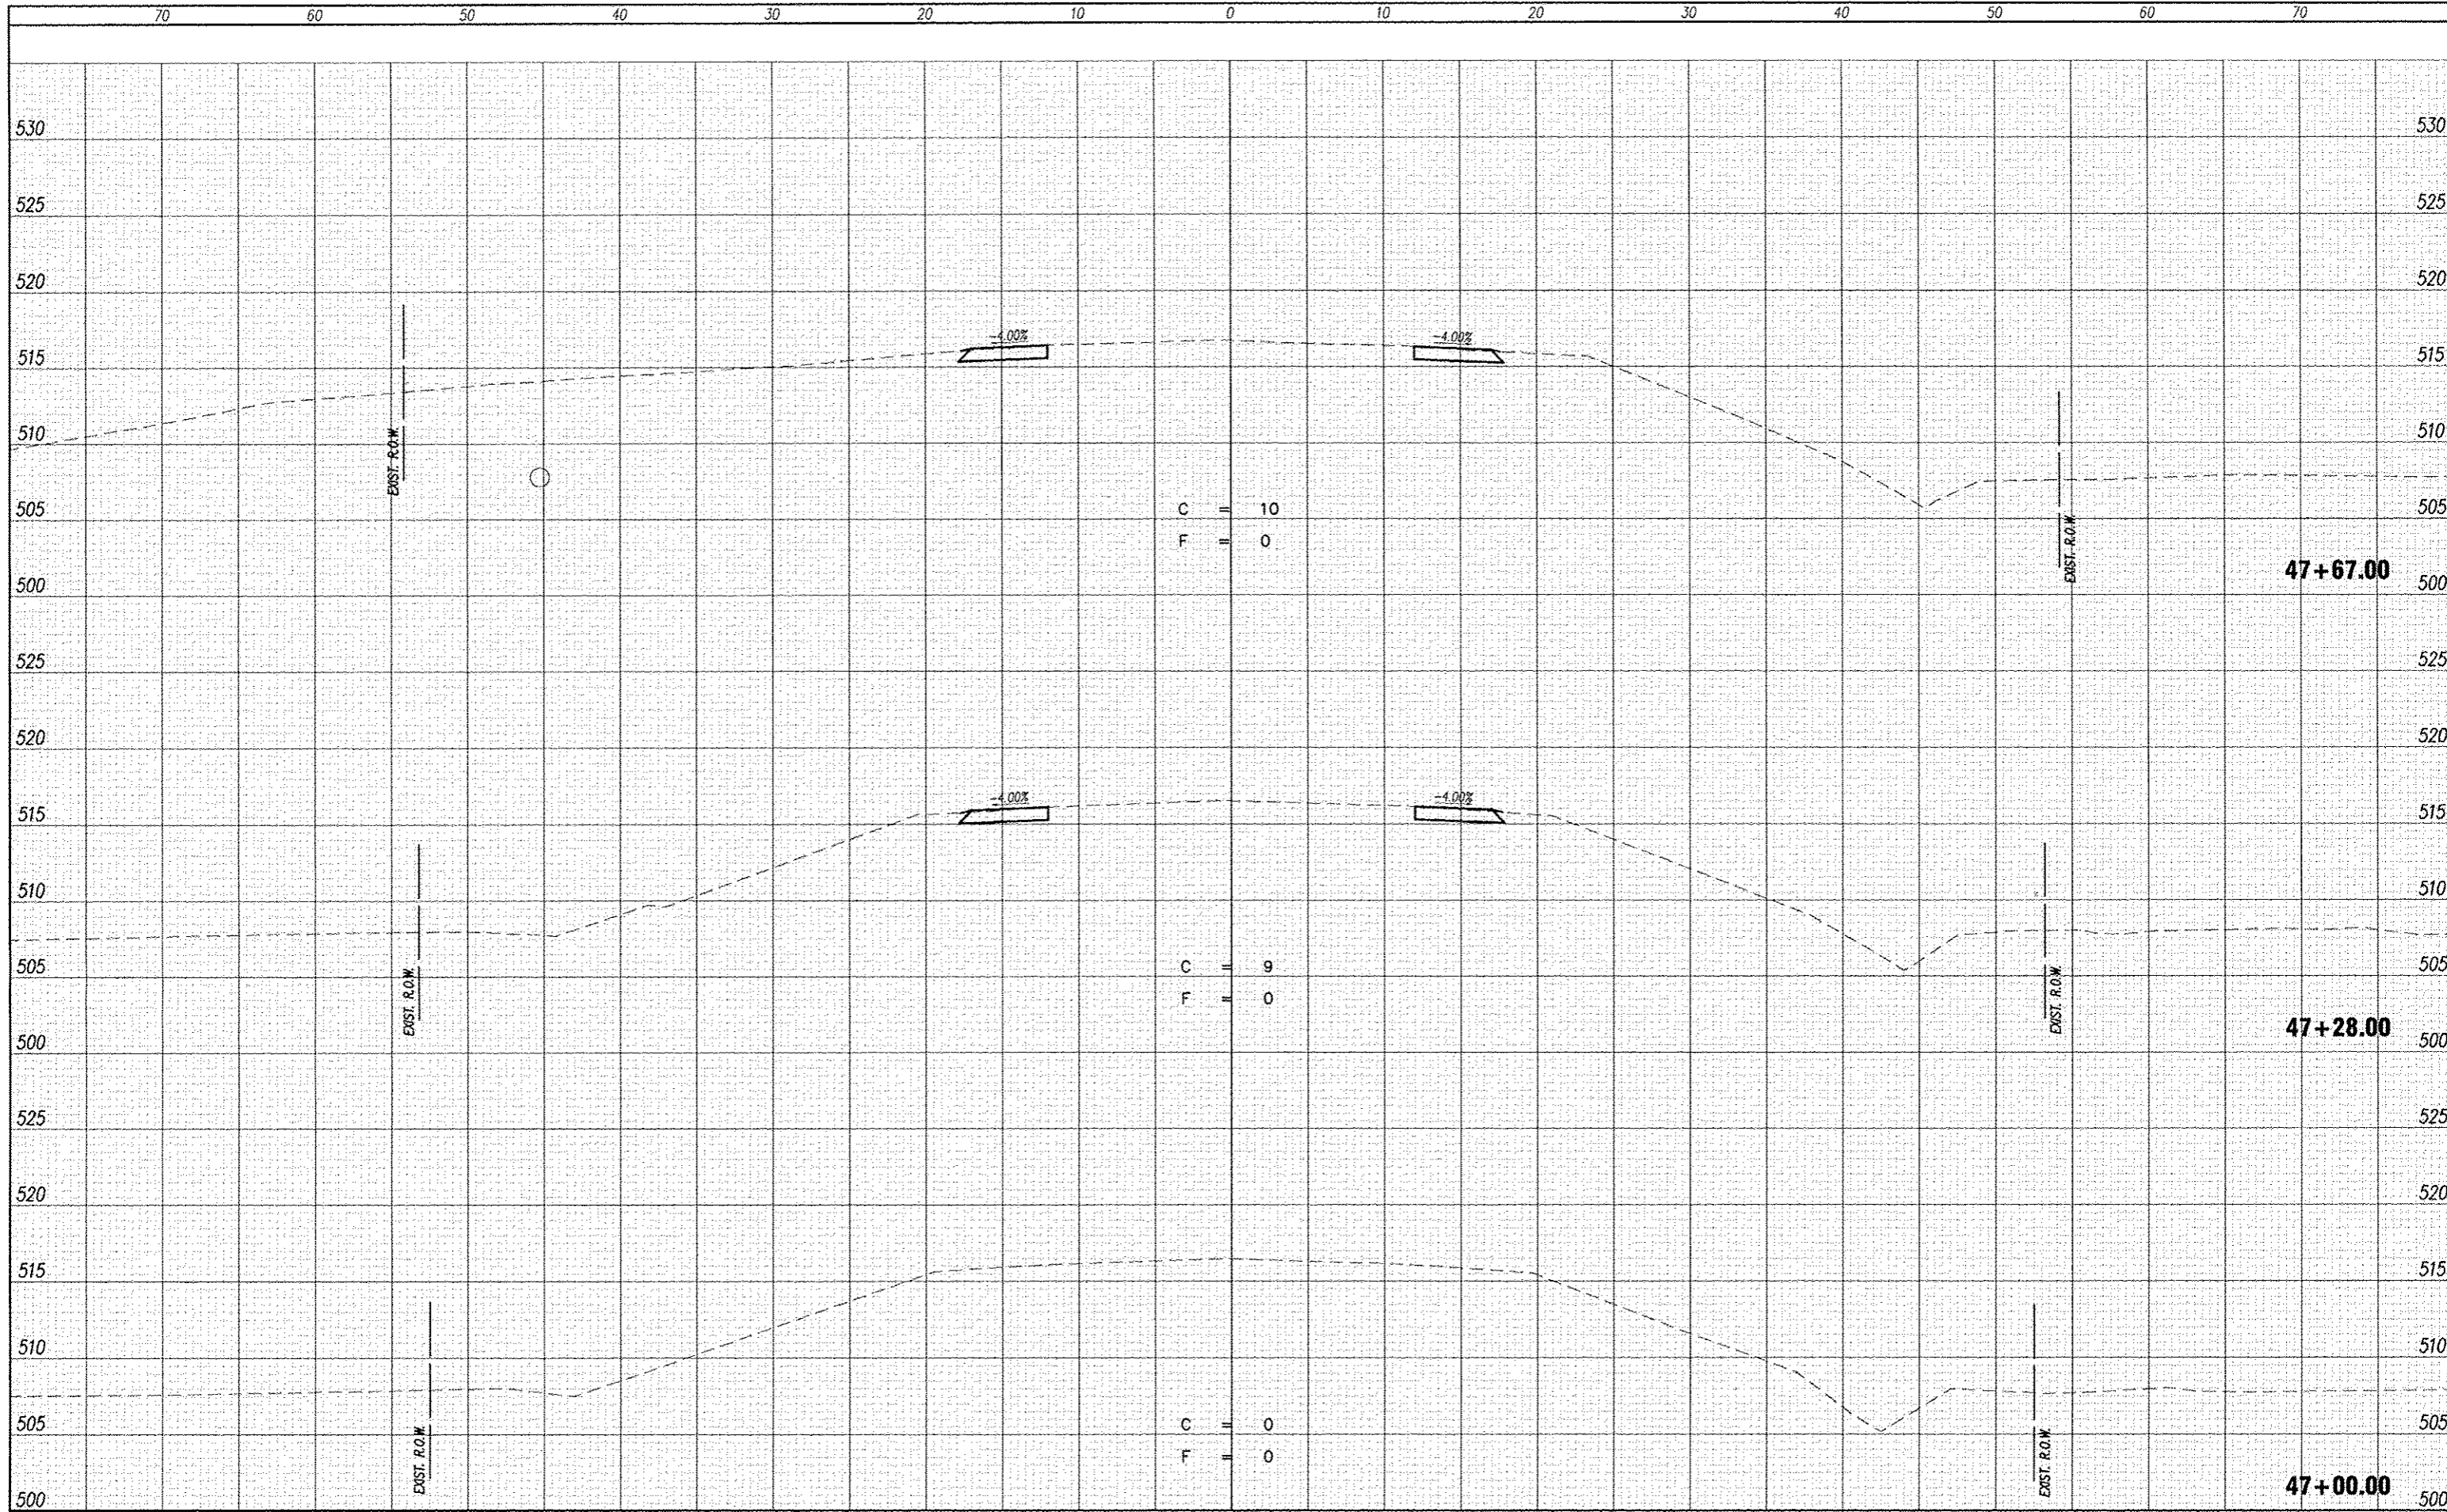 70 60 50 40 30 20 10 0 10 20 30 40 50 60 70
530 530
525 525
520 520
-4.00% -4.00%
515 515
510 510
EXIST. R.O.W.
C = 10
505 505
F = 0
EXIST. R.O.W.
47+67.00
500 500
525 525
520 520
-4.00% -4.00%
515 515
510 510
C = 9
505 505
EXIST. R.O.W. EXIST. R.O.W.
F = 0
47+28.00
500 500
525 525
520 520
515 515
510 510
C = 0
505 505
F = 0
EXIST. R.O.W. EXIST. R.O.W.
47+00.00
500 500